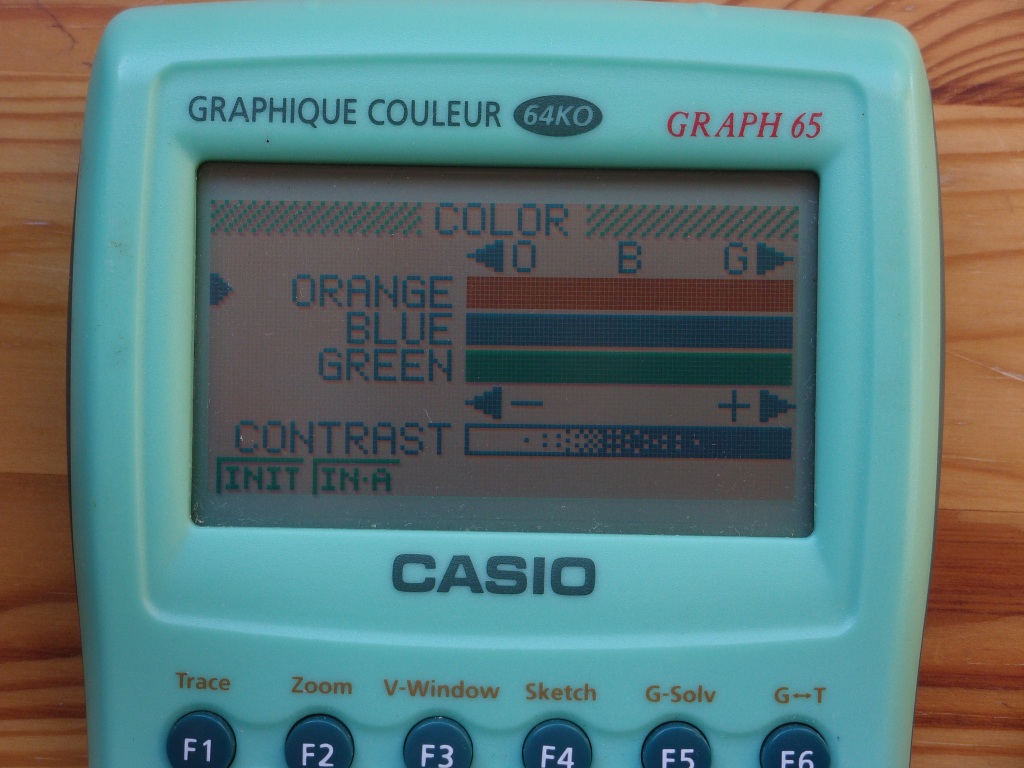 GRAPHIQUE COULEUR 64KO GRAPH 65
COLOR
O B G
ORANGE
BLUE
GREEN
- +
CONTRAST
INIT IN·A
CASIO
Trace Zoom V-Window Sketch G-Solv G↔T
F1 F2 F3 F4 F5 F6